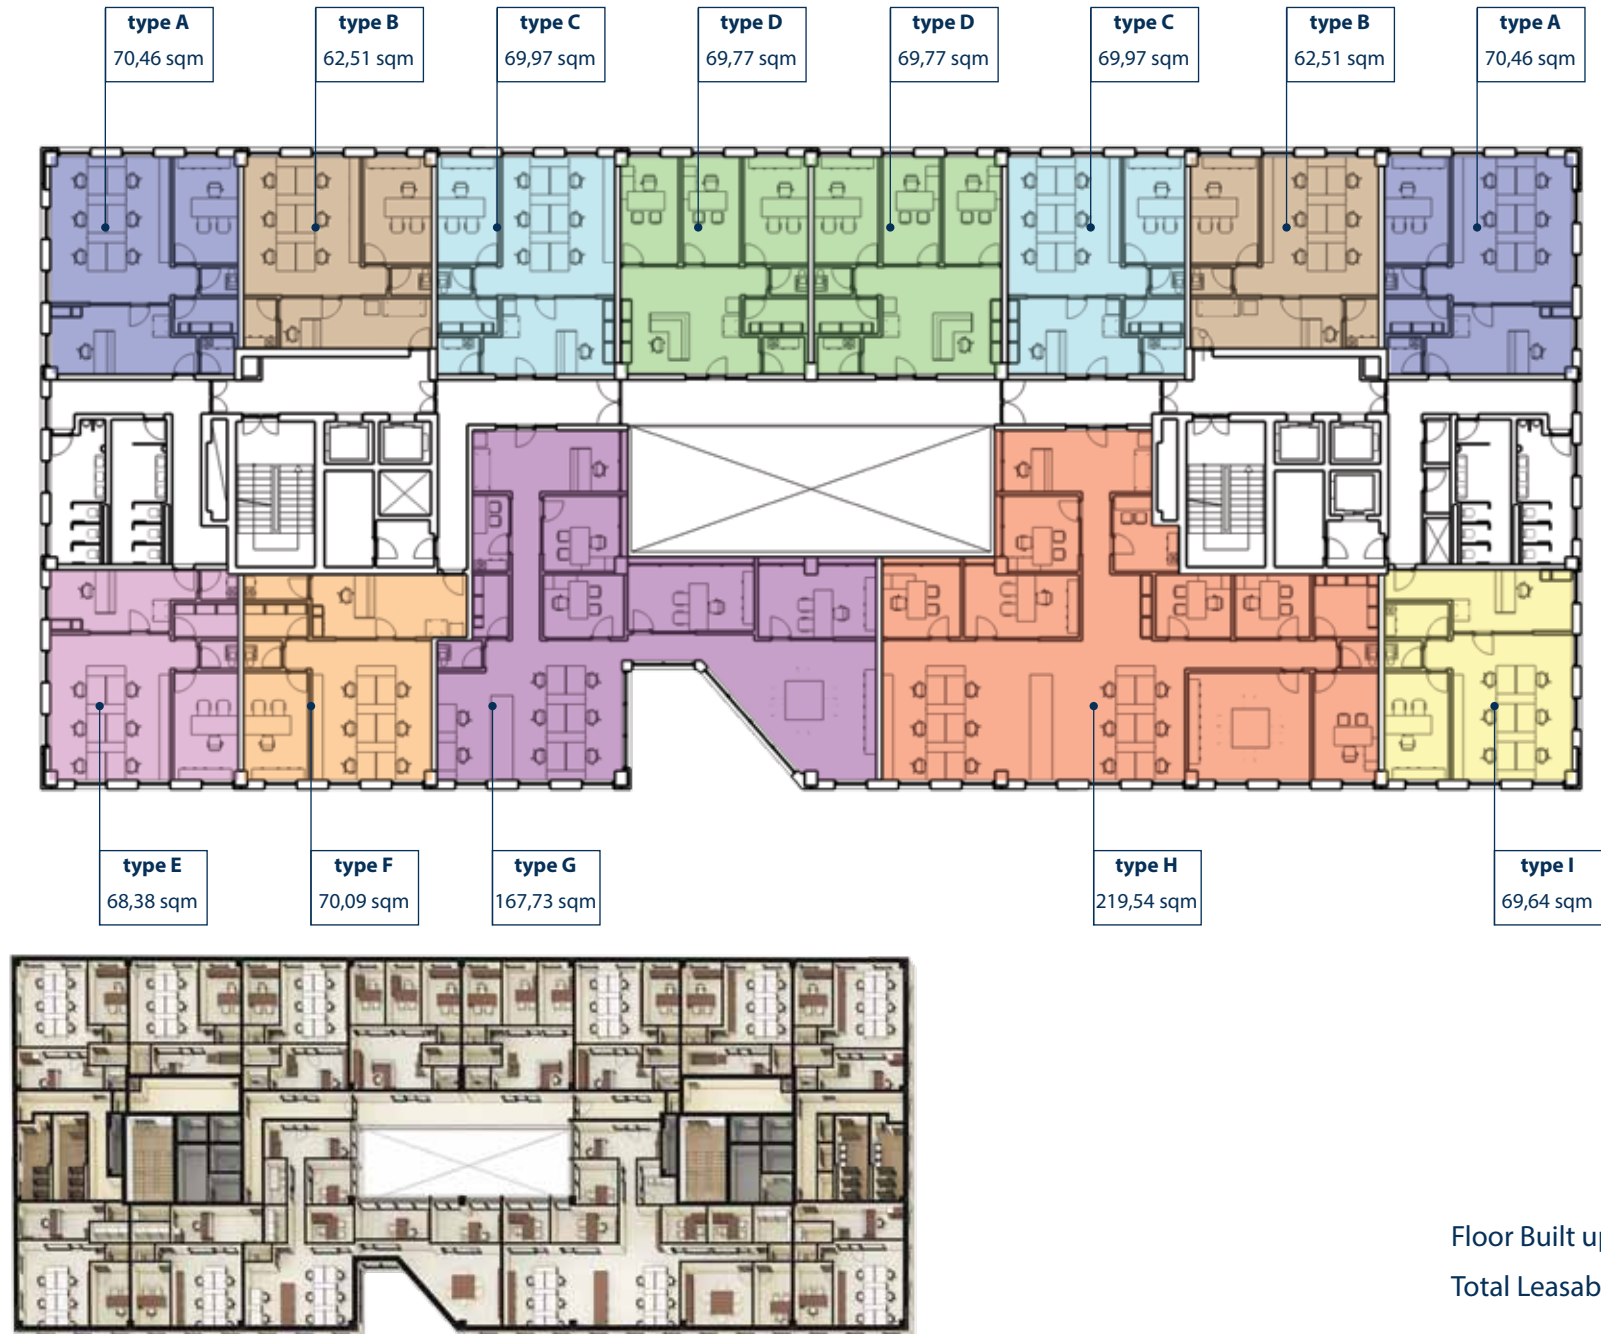 type A
70,46 sqm
type B
62,51 sqm
type C
69,97 sqm
type D
69,77 sqm
type D
69,77 sqm
type C
69,97 sqm
type B
62,51 sqm
type A
70,46 sqm
type E
68,38 sqm
type F
70,09 sqm
type G
167,73 sqm
type H
219,54 sqm
type I
69,64 sqm
Floor Built
Total